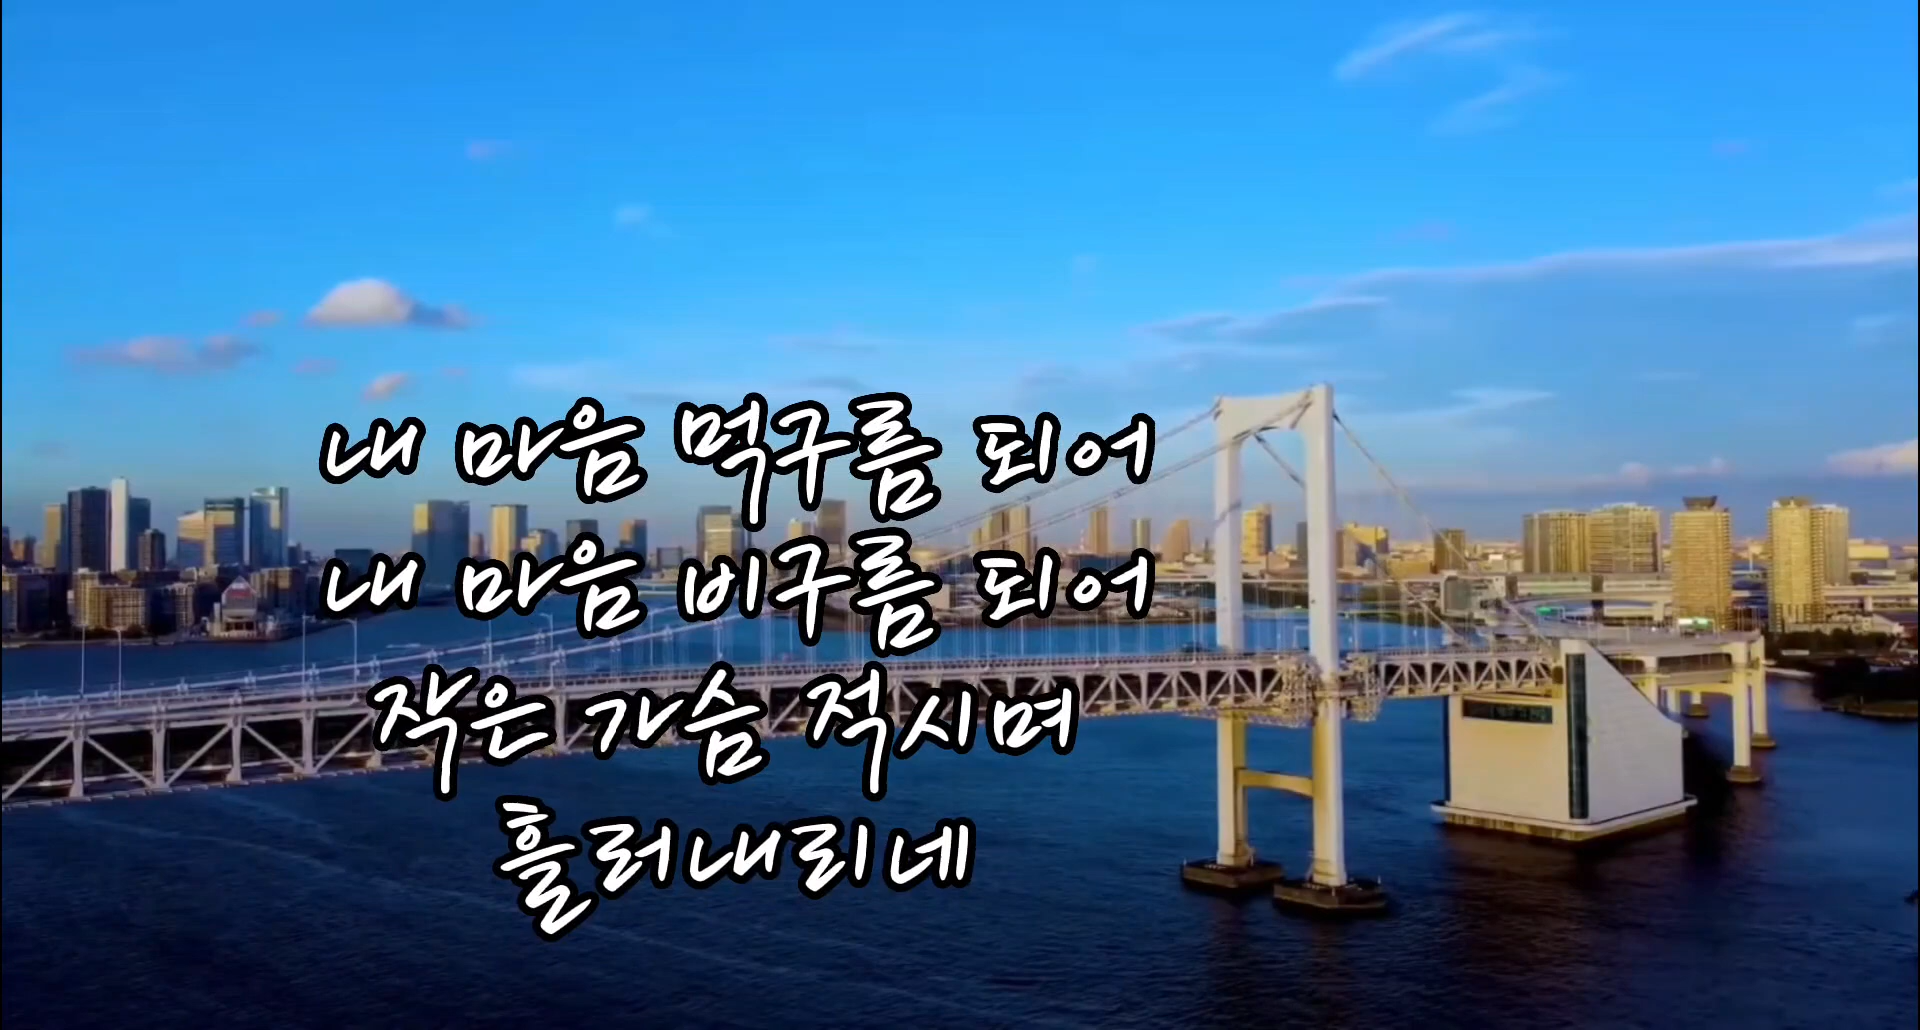 내 마음 먹구름 되어
내 마음 비구름 되어
작은 가슴 적시며
흘러내리네